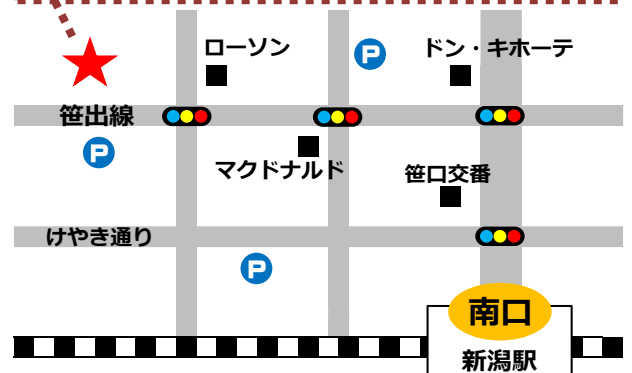 ローソン
P
ドン・キホーテ
笹出線
P
マクドナルド
笹口交番
けやき通り
P
南口
新潟駅